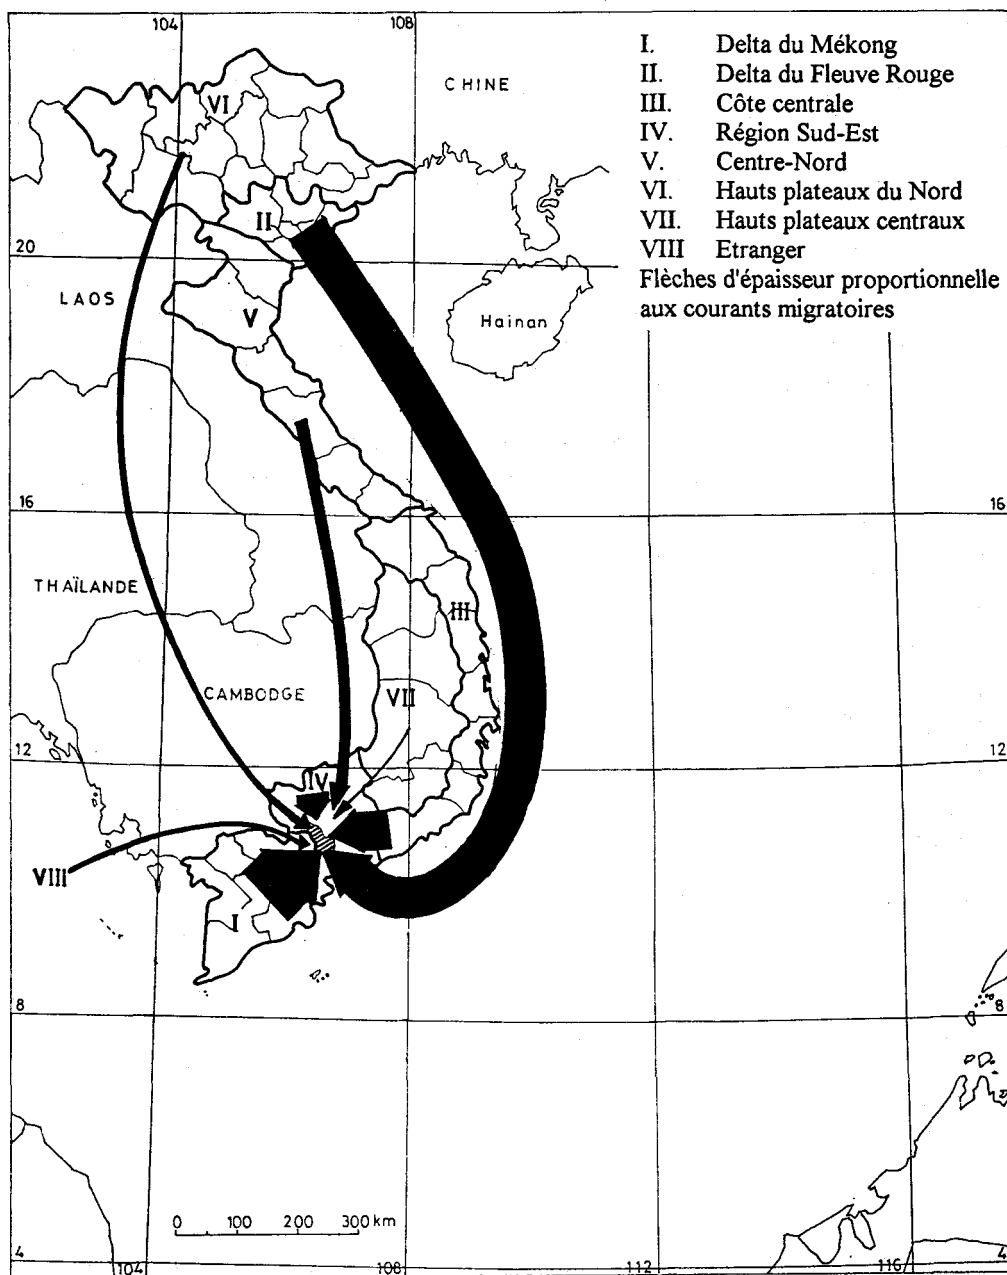 104
108
I. Delta du Mékong
II. Delta du Fleuve Rouge
III. Côte centrale
IV. Région Sud-Est
V. Centre-Nord
VI. Hauts plateaux du Nord
VII. Hauts plateaux centraux
VIII Etranger
Flèches d'épaisseur proportionnelle
aux courants migratoires
CHINE
VI
II
20
LAOS
Hainan
V
16
16
THAÏLANDE
III
CAMBODGE
VII
12
12
IV
VIII
I
8
8
0 100 200 300 km
4
4
104
108
112
116